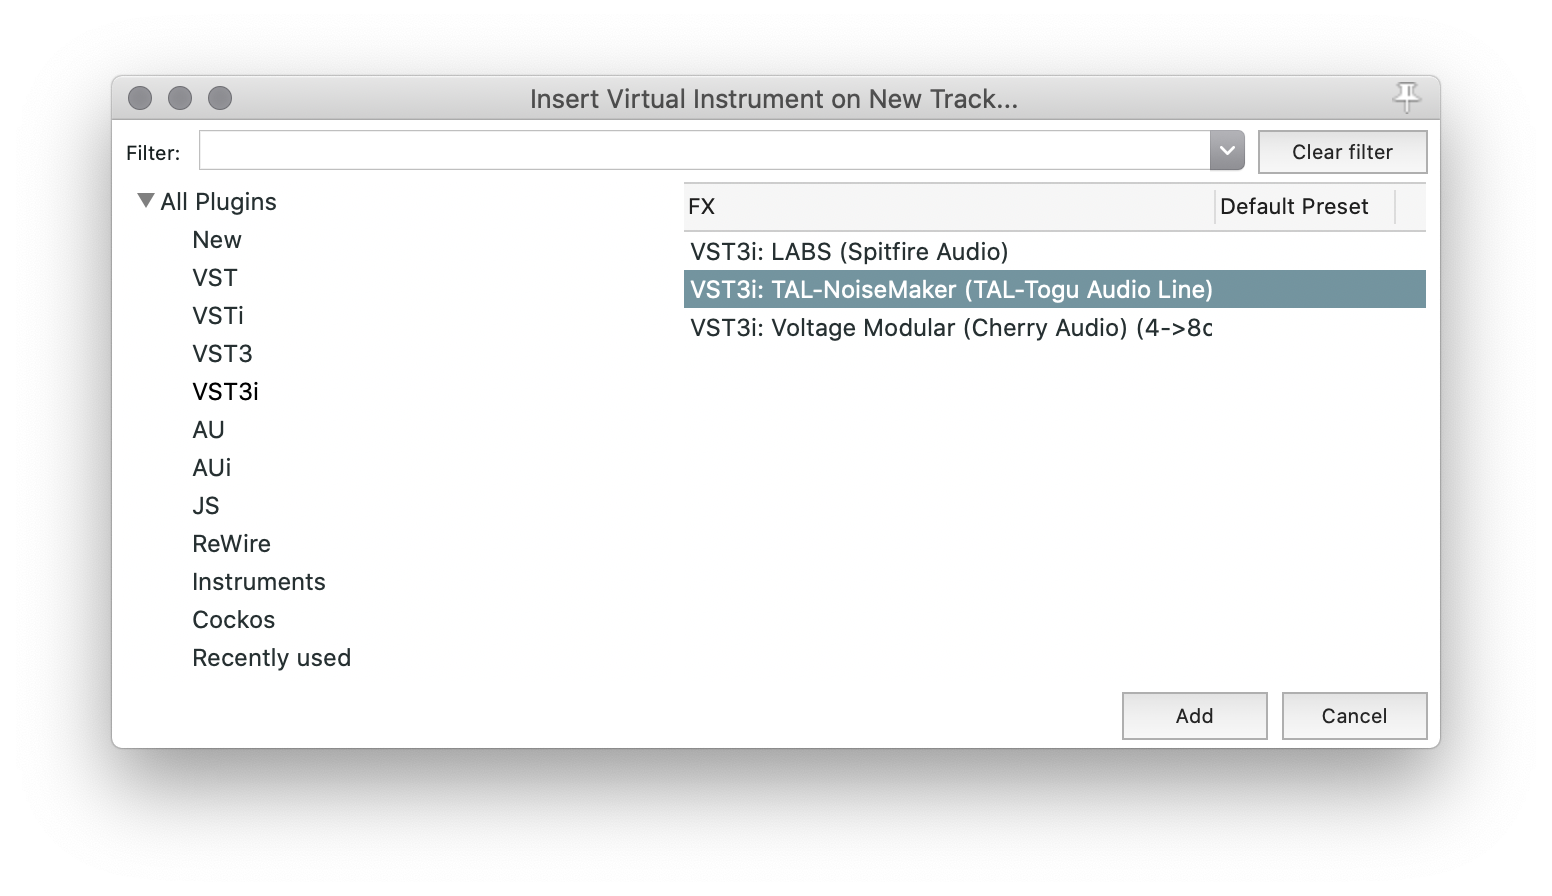 Insert Virtual Instrument on New Track...
Filter:
Clear filter
All Plugins
New
VST
VSTi
VST3
VST3i
AU
AUi
JS
ReWire
Instruments
Cockos
Recently used
FX Default Preset
VST3i: LABS (Spitfire Audio)
VST3i: TAL-NoiseMaker (TAL-Togu Audio Line)
VST3i: Voltage Modular (Cherry Audio) (4->8c
Add Cancel